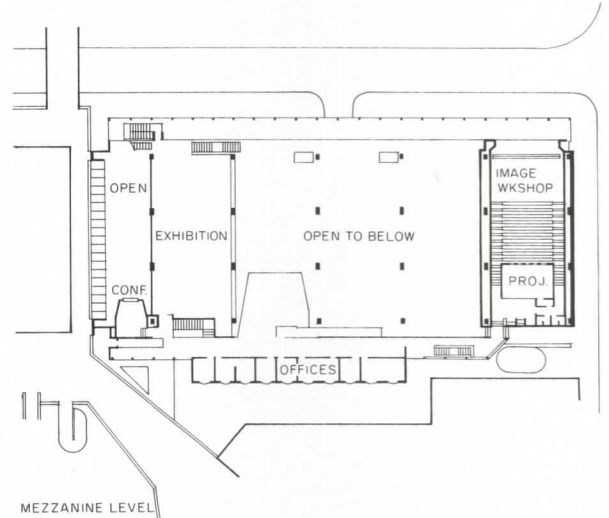 OPEN
IMAGE
WKSHOP
EXHIBITION
OPEN TO BELOW
CONF.
PROJ.
OFFICES
MEZZANINE LEVEL